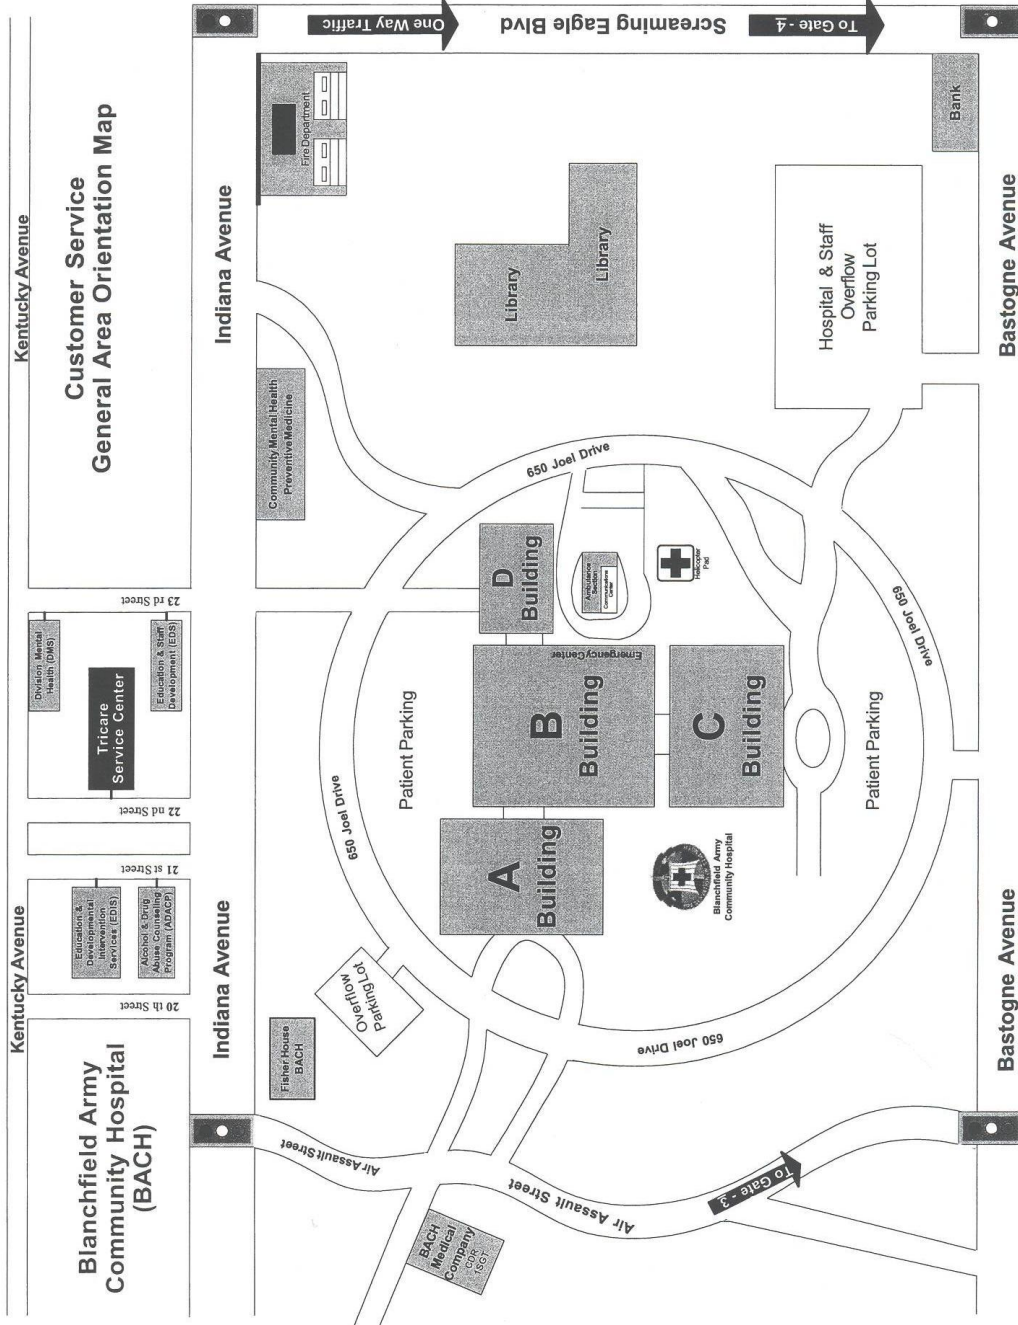 Kentucky Avenue
Kentucky Avenue
Blanchfield Army
Community Hospital
(BACH)
Customer Service
General Area Orientation Map
20 th Street
21 st Street
22 nd Street
23 rd Street
Education &
Developmental
Intervention
Services (EDIS)
Alcohol & Drug
Abuse Counseling
Program (ADACP)
Tricare
Service Center
Division Mental
Health (DMS)
Education & Staff
Development (EDS)
Indiana Avenue
Indiana Avenue
Fisher House
BACH
Overflow
Parking Lot
Community Mental Health
Preventive Medicine
Fire Department
One Way Traffic
Screaming Eagle Blvd
To Gate - 4
Air Assault Street
Air Assault Street
To Gate - 3
BACH
Medical
Company
CDR
1SGT
650 Joel Drive
650 Joel Drive
650 Joel Drive
650 Joel Drive
Patient Parking
A
Building
B
Building
Emergency Center
C
Building
D
Building
Ambulance
Section
Communications
Center
Helicopter
Pad
Blanchfield Army
Community Hospital
Patient Parking
Library
Library
Hospital & Staff
Overflow
Parking Lot
Bank
Bastogne Avenue
Bastogne Avenue